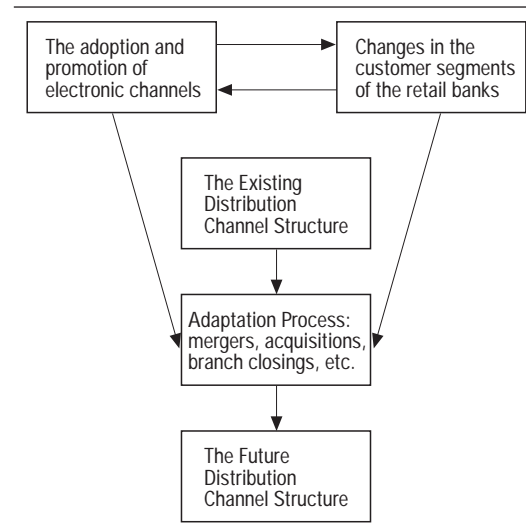 The adoption and
promotion of
electronic channels
Changes in the
customer segments
of the retail banks
The Existing
Distribution
Channel Structure
Adaptation Process:
mergers, acquisitions,
branch closings, etc.
The Future
Distribution
Channel Structure